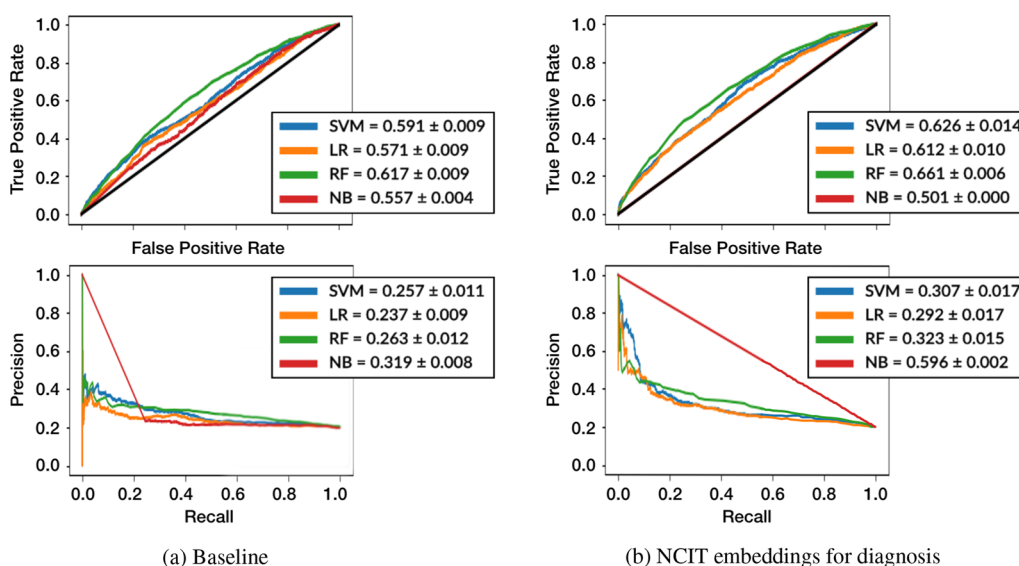 True Positive Rate
1.0
0.8
0.6
0.4
0.2
0.0
SVM = 0.591 ± 0.009
LR = 0.571 ± 0.009
RF = 0.617 ± 0.009
NB = 0.557 ± 0.004
False Positive Rate
Precision
1.0
0.8
0.6
0.4
0.2
0.0
SVM = 0.257 ± 0.011
LR = 0.237 ± 0.009
RF = 0.263 ± 0.012
NB = 0.319 ± 0.008
0.0 0.2 0.4 0.6 0.8 1.0
Recall
(a) Baseline
True Positive Rate
1.0
0.8
0.6
0.4
0.2
0.0
SVM = 0.626 ± 0.014
LR = 0.612 ± 0.010
RF = 0.661 ± 0.006
NB = 0.501 ± 0.000
False Positive Rate
Precision
1.0
0.8
0.6
0.4
0.2
0.0
SVM = 0.307 ± 0.017
LR = 0.292 ± 0.017
RF = 0.323 ± 0.015
NB = 0.596 ± 0.002
0.0 0.2 0.4 0.6 0.8 1.0
Recall
(b) NCIT embeddings for diagnosis